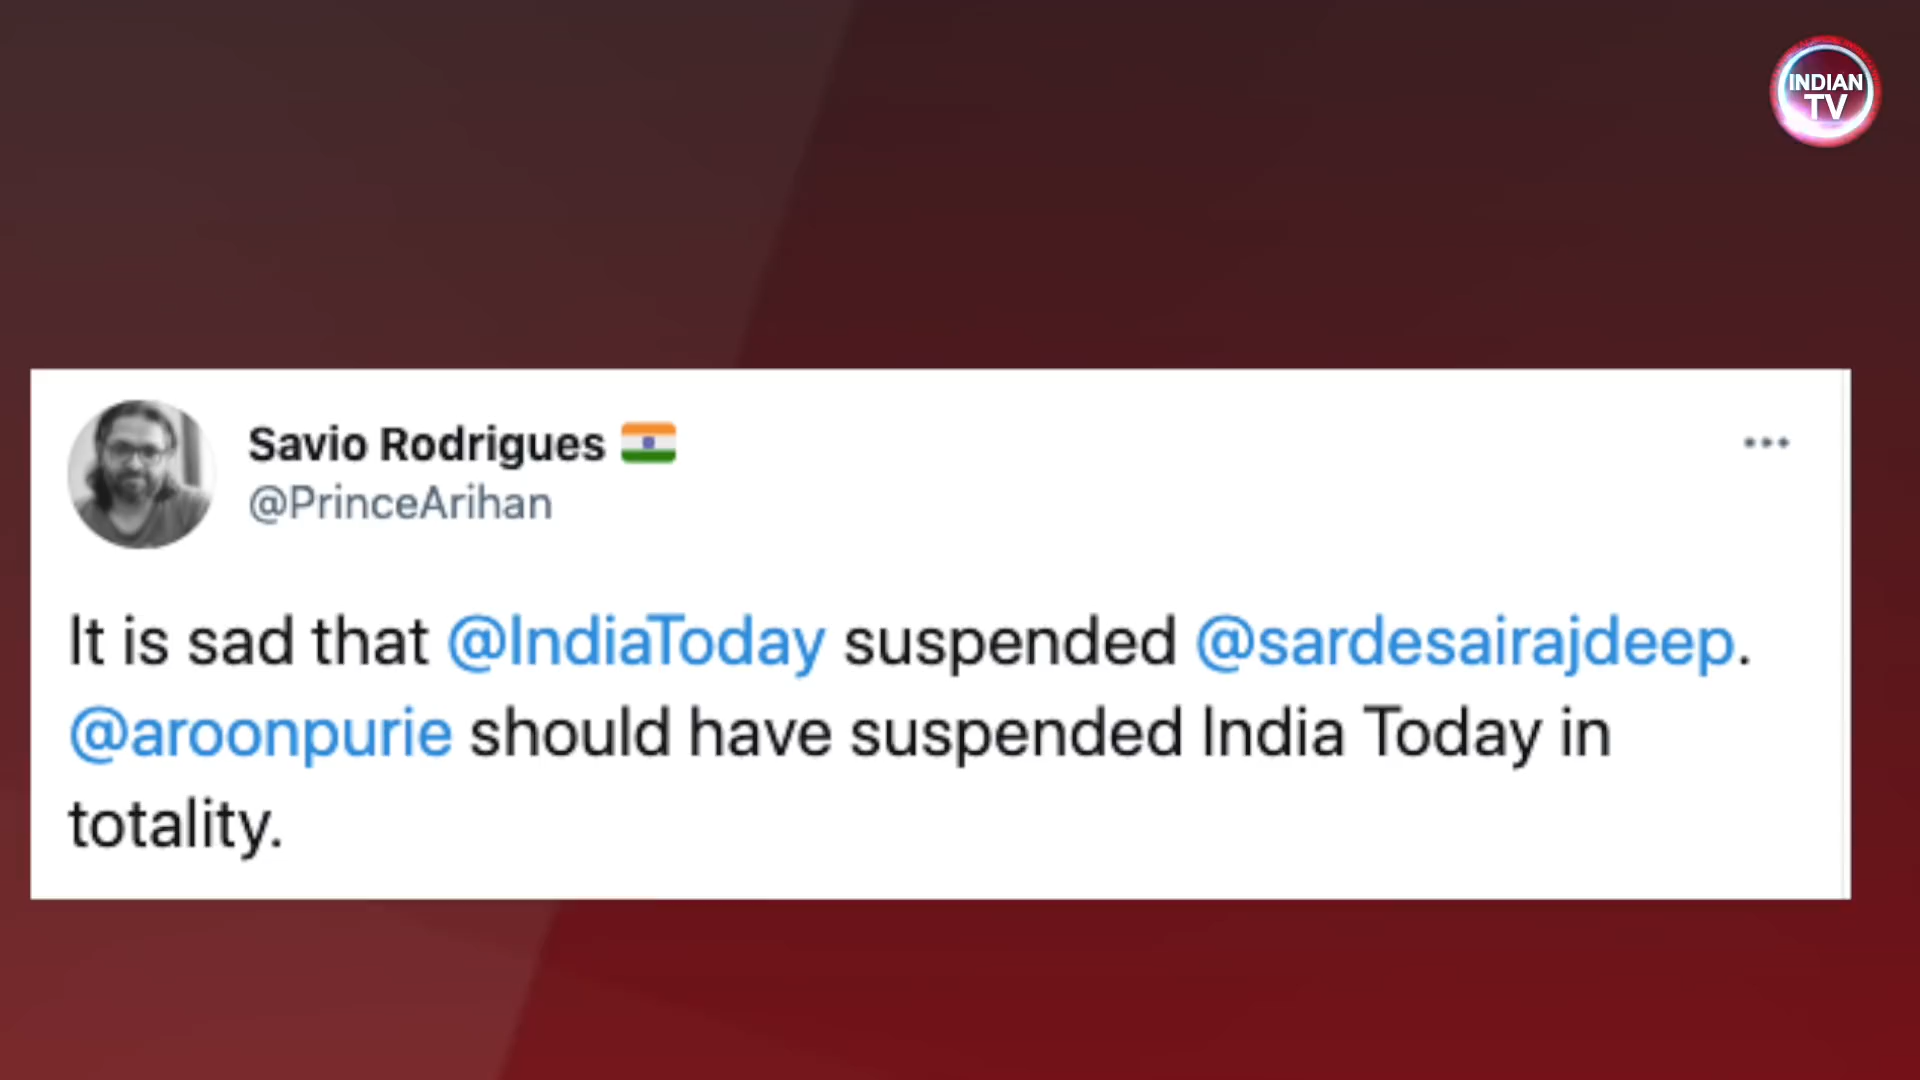 INDIAN
TV
Savio Rodrigues
@PrinceArihan
It is sad that @IndiaToday suspended @sardesairajdeep.
@aroonpurie should have suspended India Today in
totality.